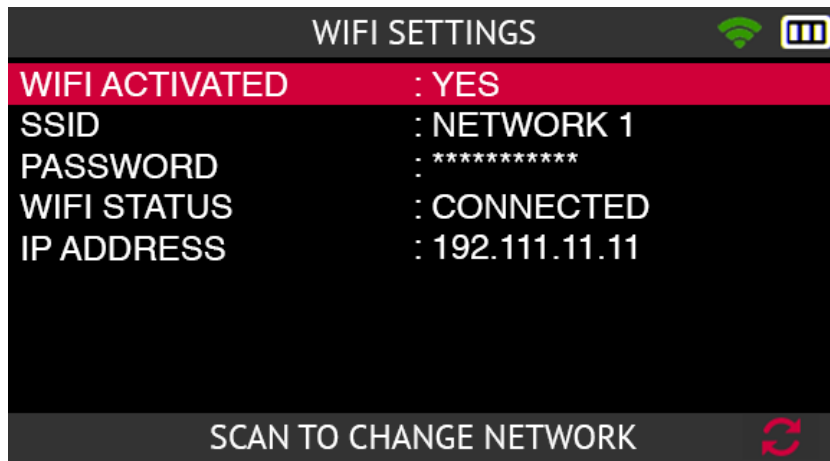 WIFI SETTINGS
WIFI ACTIVATED : YES
SSID : NETWORK 1
PASSWORD : ***********
WIFI STATUS : CONNECTED
IP ADDRESS : 192.111.11.11
SCAN TO CHANGE NETWORK